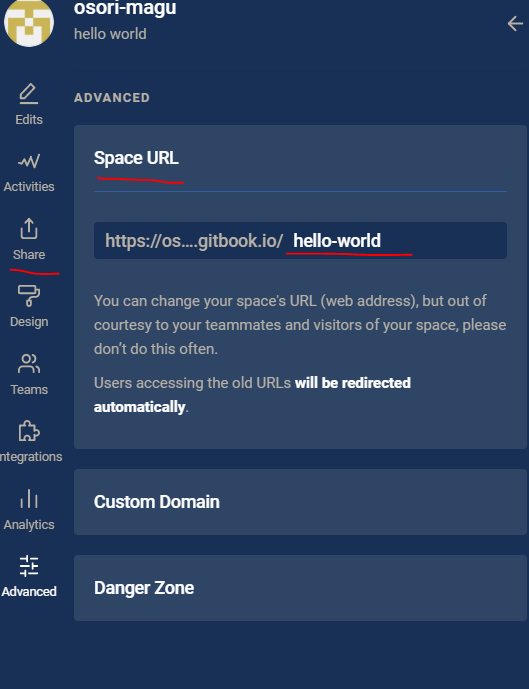 osori-magu
hello world
Edits
Activities
Share
Design
Teams
ntegrations
Analytics
Advanced
ADVANCED
Space URL
https://os....gitbook.io/ hello-world
You can change your space's URL (web address), but out of
courtesy to your teammates and visitors of your space, please
don't do this often.
Users accessing the old URLs will be redirected
automatically.
Custom Domain
Danger Zone